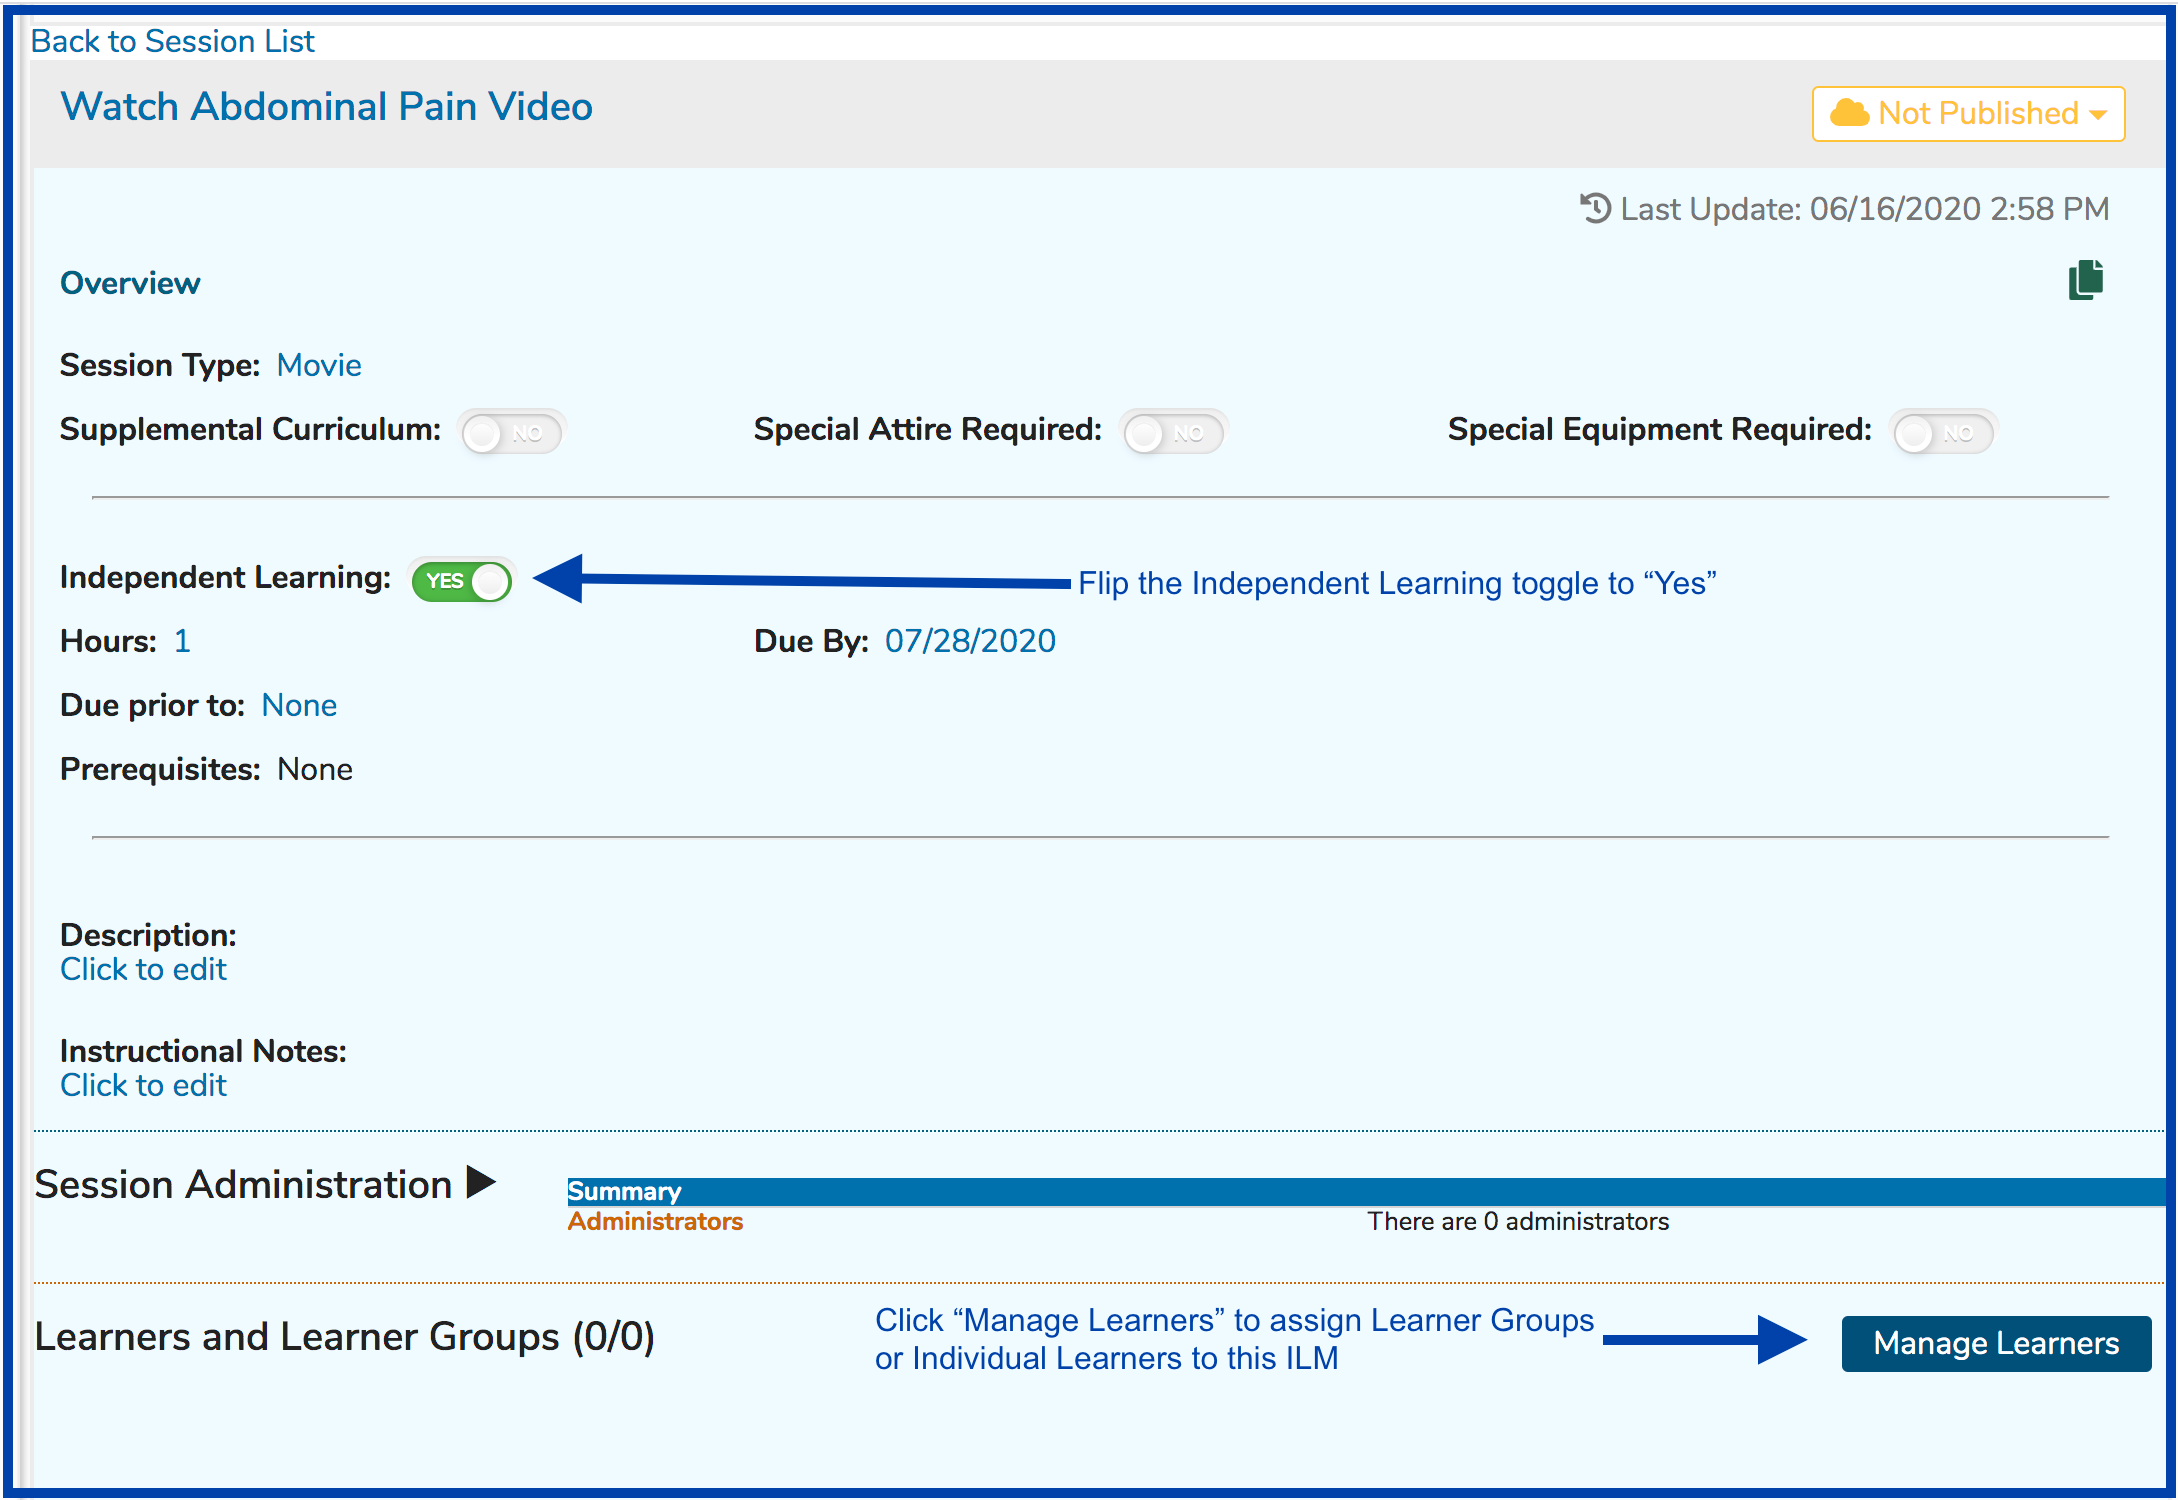 Back to Session List
Watch Abdominal Pain Video
Not Published
Last Update: 06/16/2020 2:58 PM
Overview
Session Type: Movie
Supplemental Curriculum: NO Special Attire Required: NO Special Equipment Required: NO
Independent Learning: YES Flip the Independent Learning toggle to “Yes”
Hours: 1 Due By: 07/28/2020
Due prior to: None
Prerequisites: None
Description:
Click to edit
Instructional Notes:
Click to edit
Session Administration
Summary
Administrators There are 0 administrators
Learners and Learner Groups (0/0)
Click “Manage Learners” to assign Learner Groups
or Individual Learners to this ILM
Manage Learners